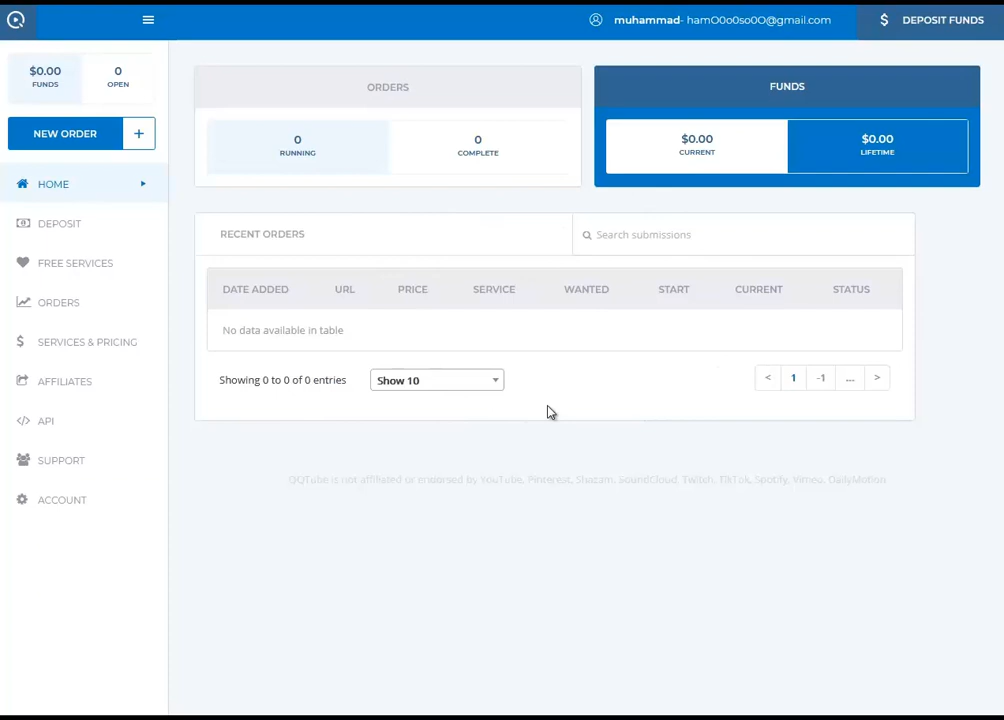 muhammad- hamO0o0so0O@gmail.com
$ DEPOSIT FUNDS
$0.00
FUNDS
0
OPEN
NEW ORDER
+
HOME
DEPOSIT
FREE SERVICES
ORDERS
$ SERVICES & PRICING
AFFILIATES
</> API
SUPPORT
ACCOUNT
ORDERS
0
RUNNING
0
COMPLETE
FUNDS
$0.00
CURRENT
$0.00
LIFETIME
RECENT ORDERS
Search submissions
DATE ADDED URL PRICE SERVICE WANTED START CURRENT STATUS
No data available in table
Showing 0 to 0 of 0 entries
Show 10
< 1 -1 ... >
QQTube is not affiliated or endorsed by YouTube, Pinterest, Shazam, SoundCloud, Twitch, TikTok, Spotify, Vimeo, DailyMotion